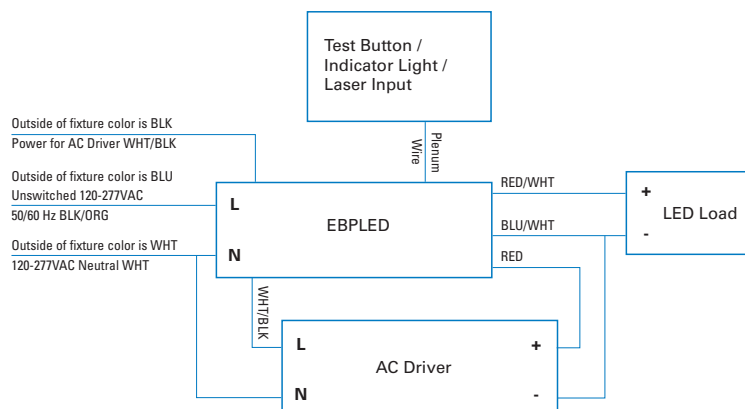 Test Button /
Indicator Light /
Laser Input
Outside of fixture color is BLK
Power for AC Driver WHT/BLK
Plenum
Wire
Outside of fixture color is BLU
Unswitched 120-277VAC
50/60 Hz BLK/ORG
L
EBPLED
RED/WHT
+
LED Load
BLU/WHT
-
Outside of fixture color is WHT
120-277VAC Neutral WHT
N
RED
WHT/BLK
L
+
AC Driver
N
-